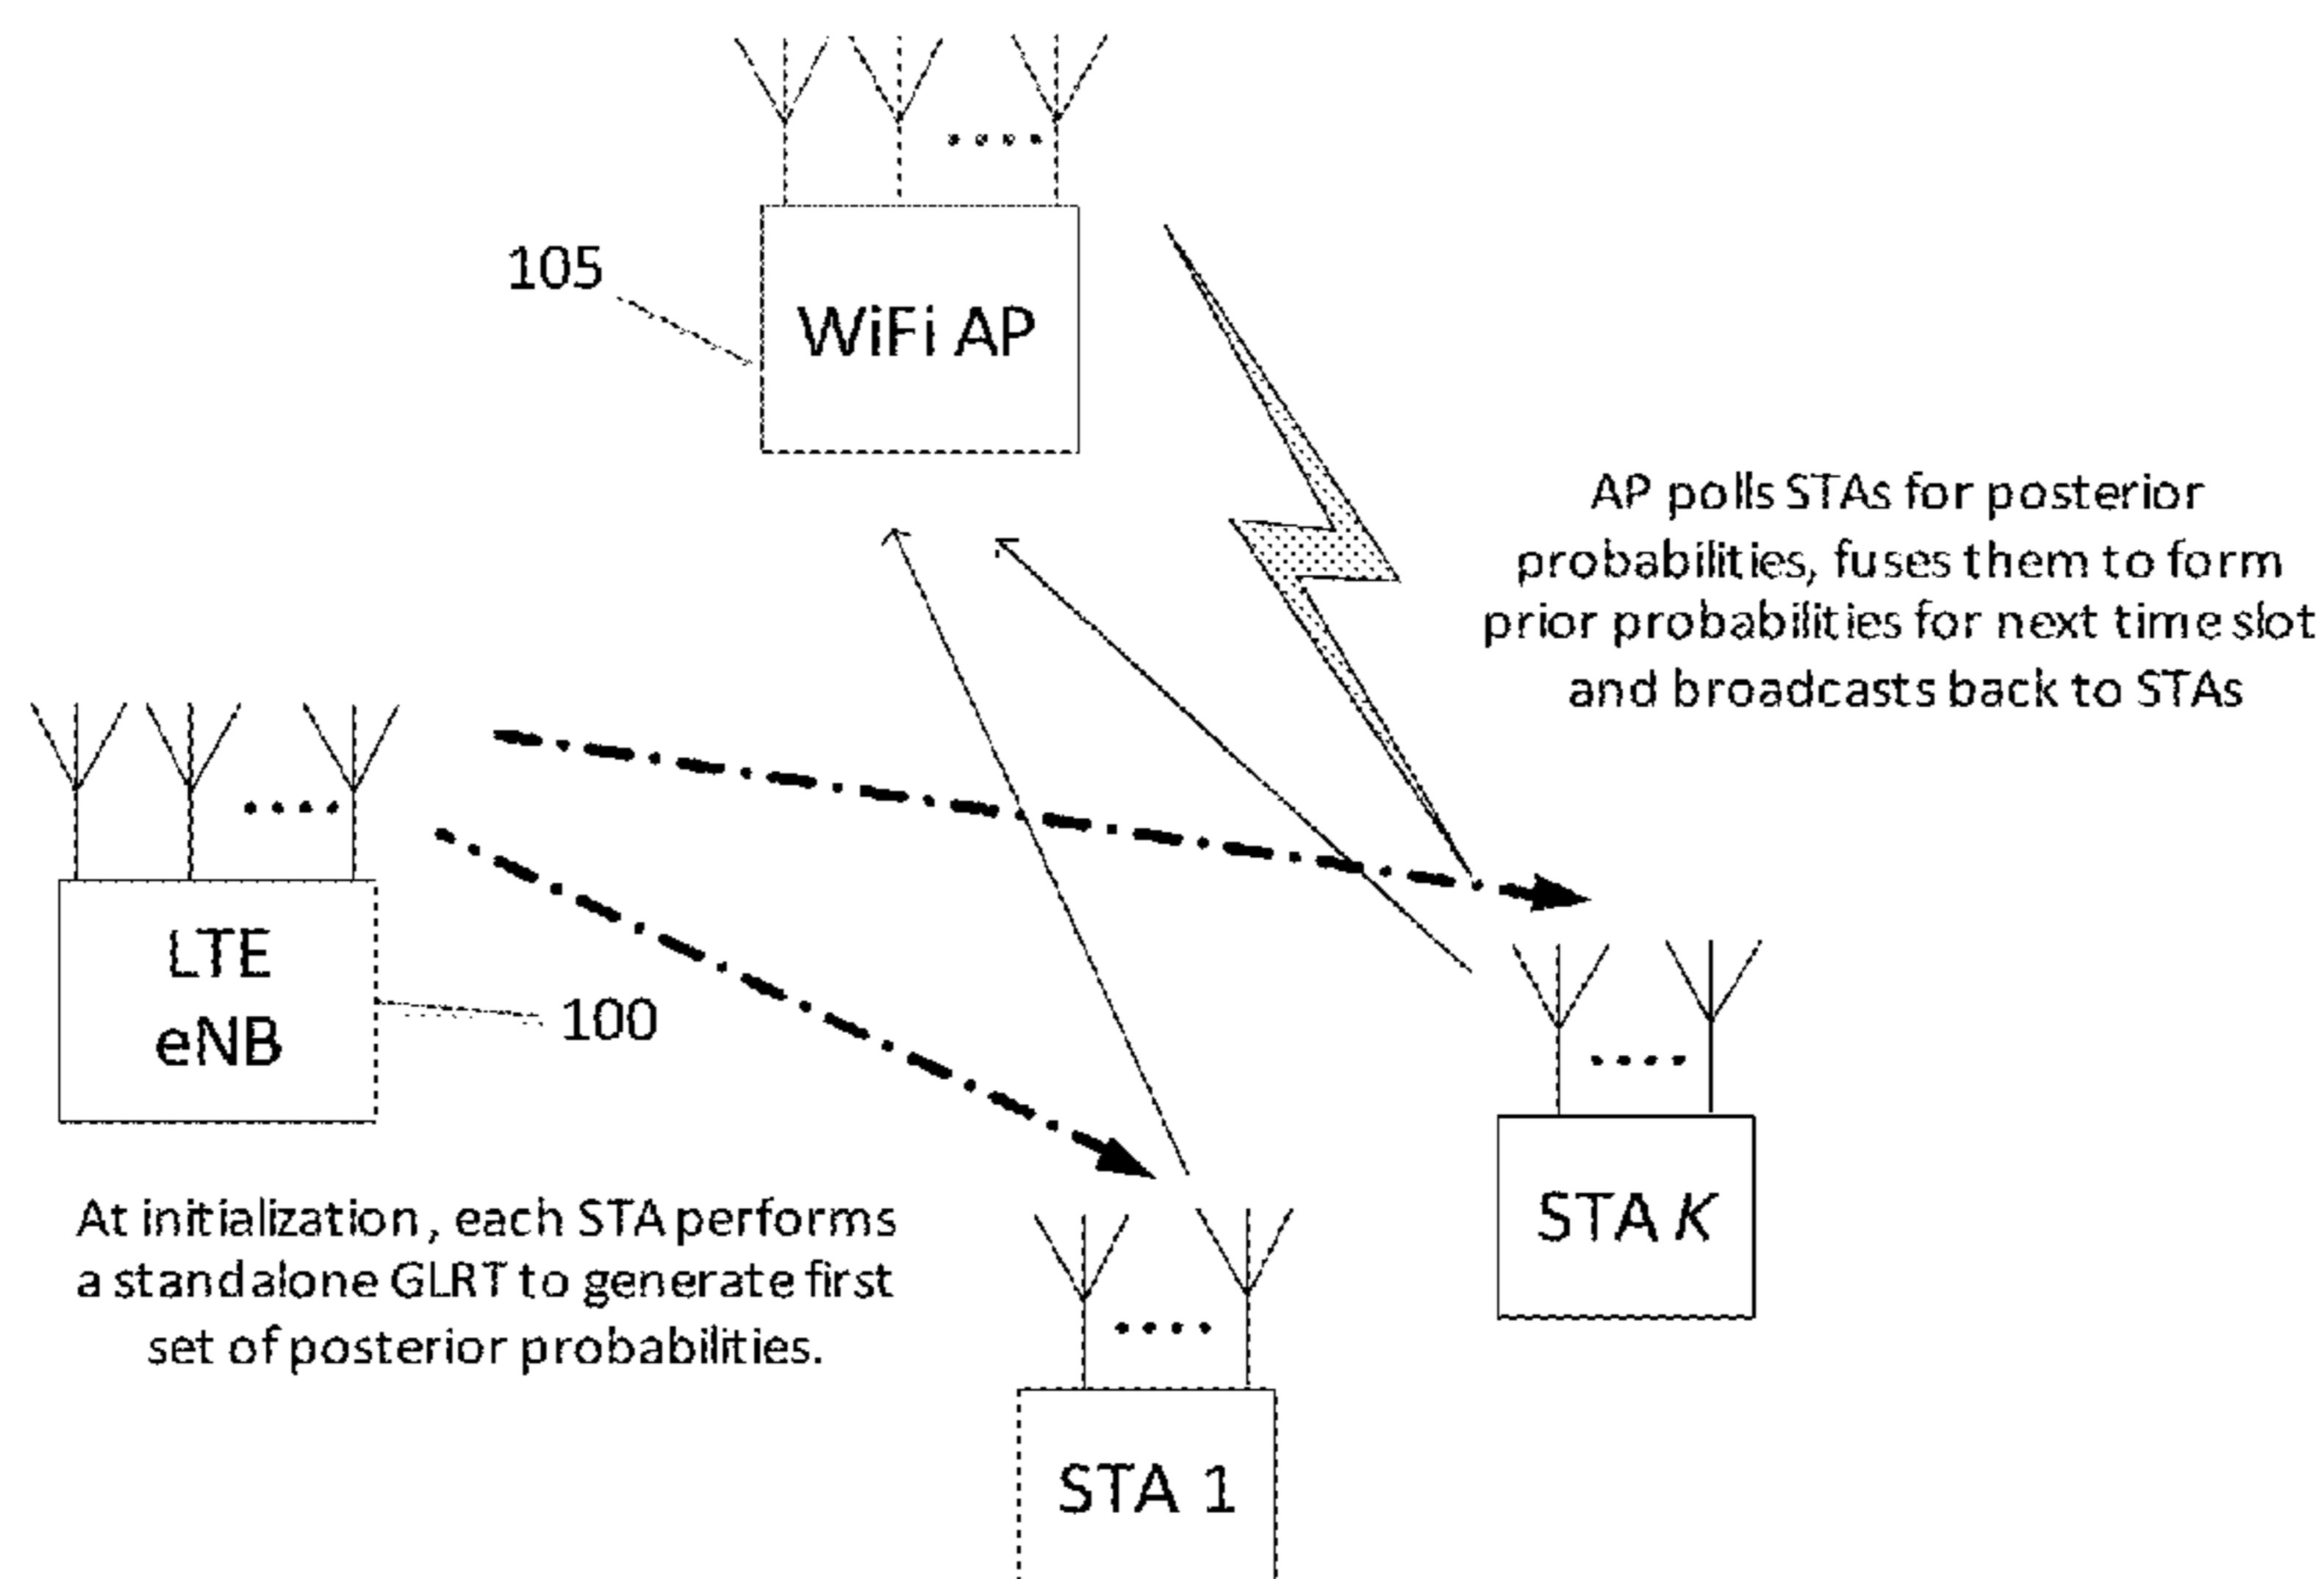 105
WiFi AP
AP polls STAs for posterior
probabilities, fuses them to form
prior probabilities for next time slot
and broadcasts back to STAs
LTE
eNB
100
At initialization, each STA performs
a standalone GLRT to generate first
set of posterior probabilities.
STA K
STA 1